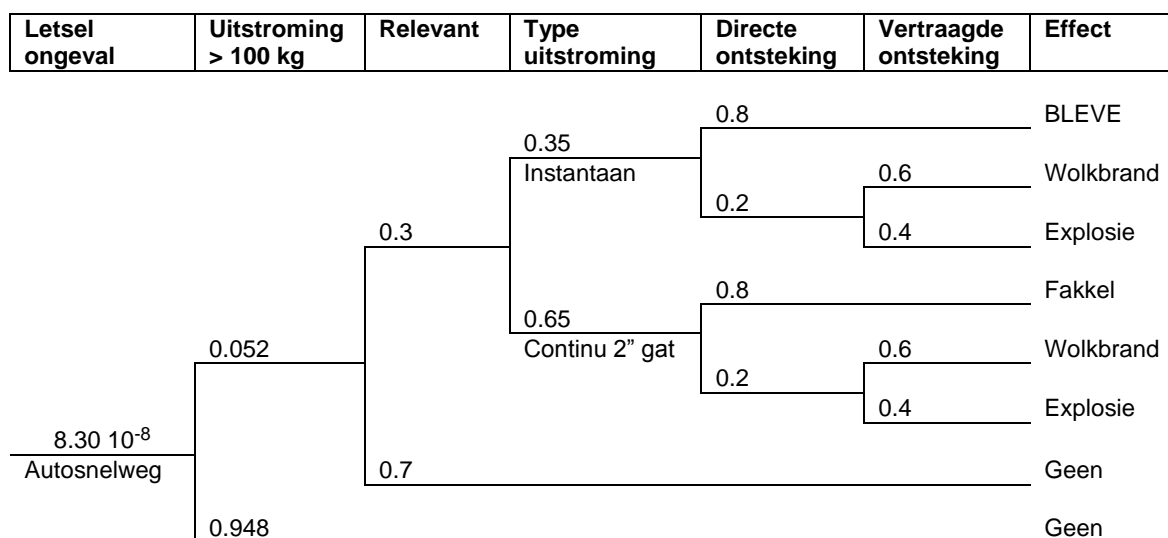 Letsel ongeval
Uitstroming > 100 kg
Relevant
Type uitstroming
Directe ontsteking
Vertraagde ontsteking
Effect
0.8
BLEVE
0.35
Instantaan
0.6
Wolkbrand
0.2
0.3
0.4
Explosie
0.8
Fakkel
0.65
Continu 2” gat
0.052
0.6
Wolkbrand
0.2
0.4
Explosie
8.30 10-8
Autosnelweg
0.7
Geen
0.948
Geen